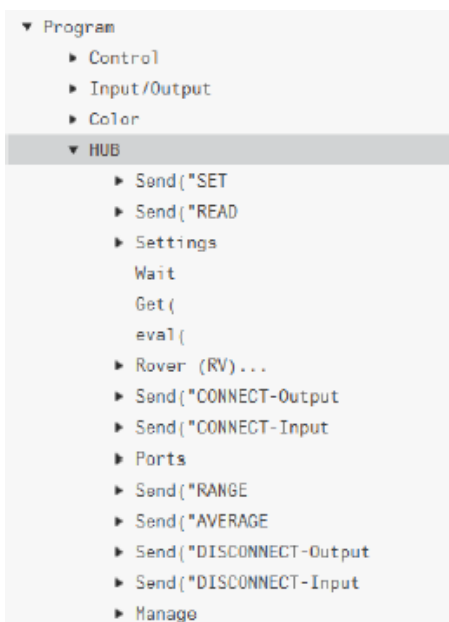 Program
Control
Input/Output
Color
HUB
Send("SET
Send("READ
Settings
Wait
Get(
eval(
Rover (RV)...
Send("CONNECT-Output
Send("CONNECT-Input
Ports
Send("RANGE
Send("AVERAGE
Send("DISCONNECT-Output
Send("DISCONNECT-Input
Manage